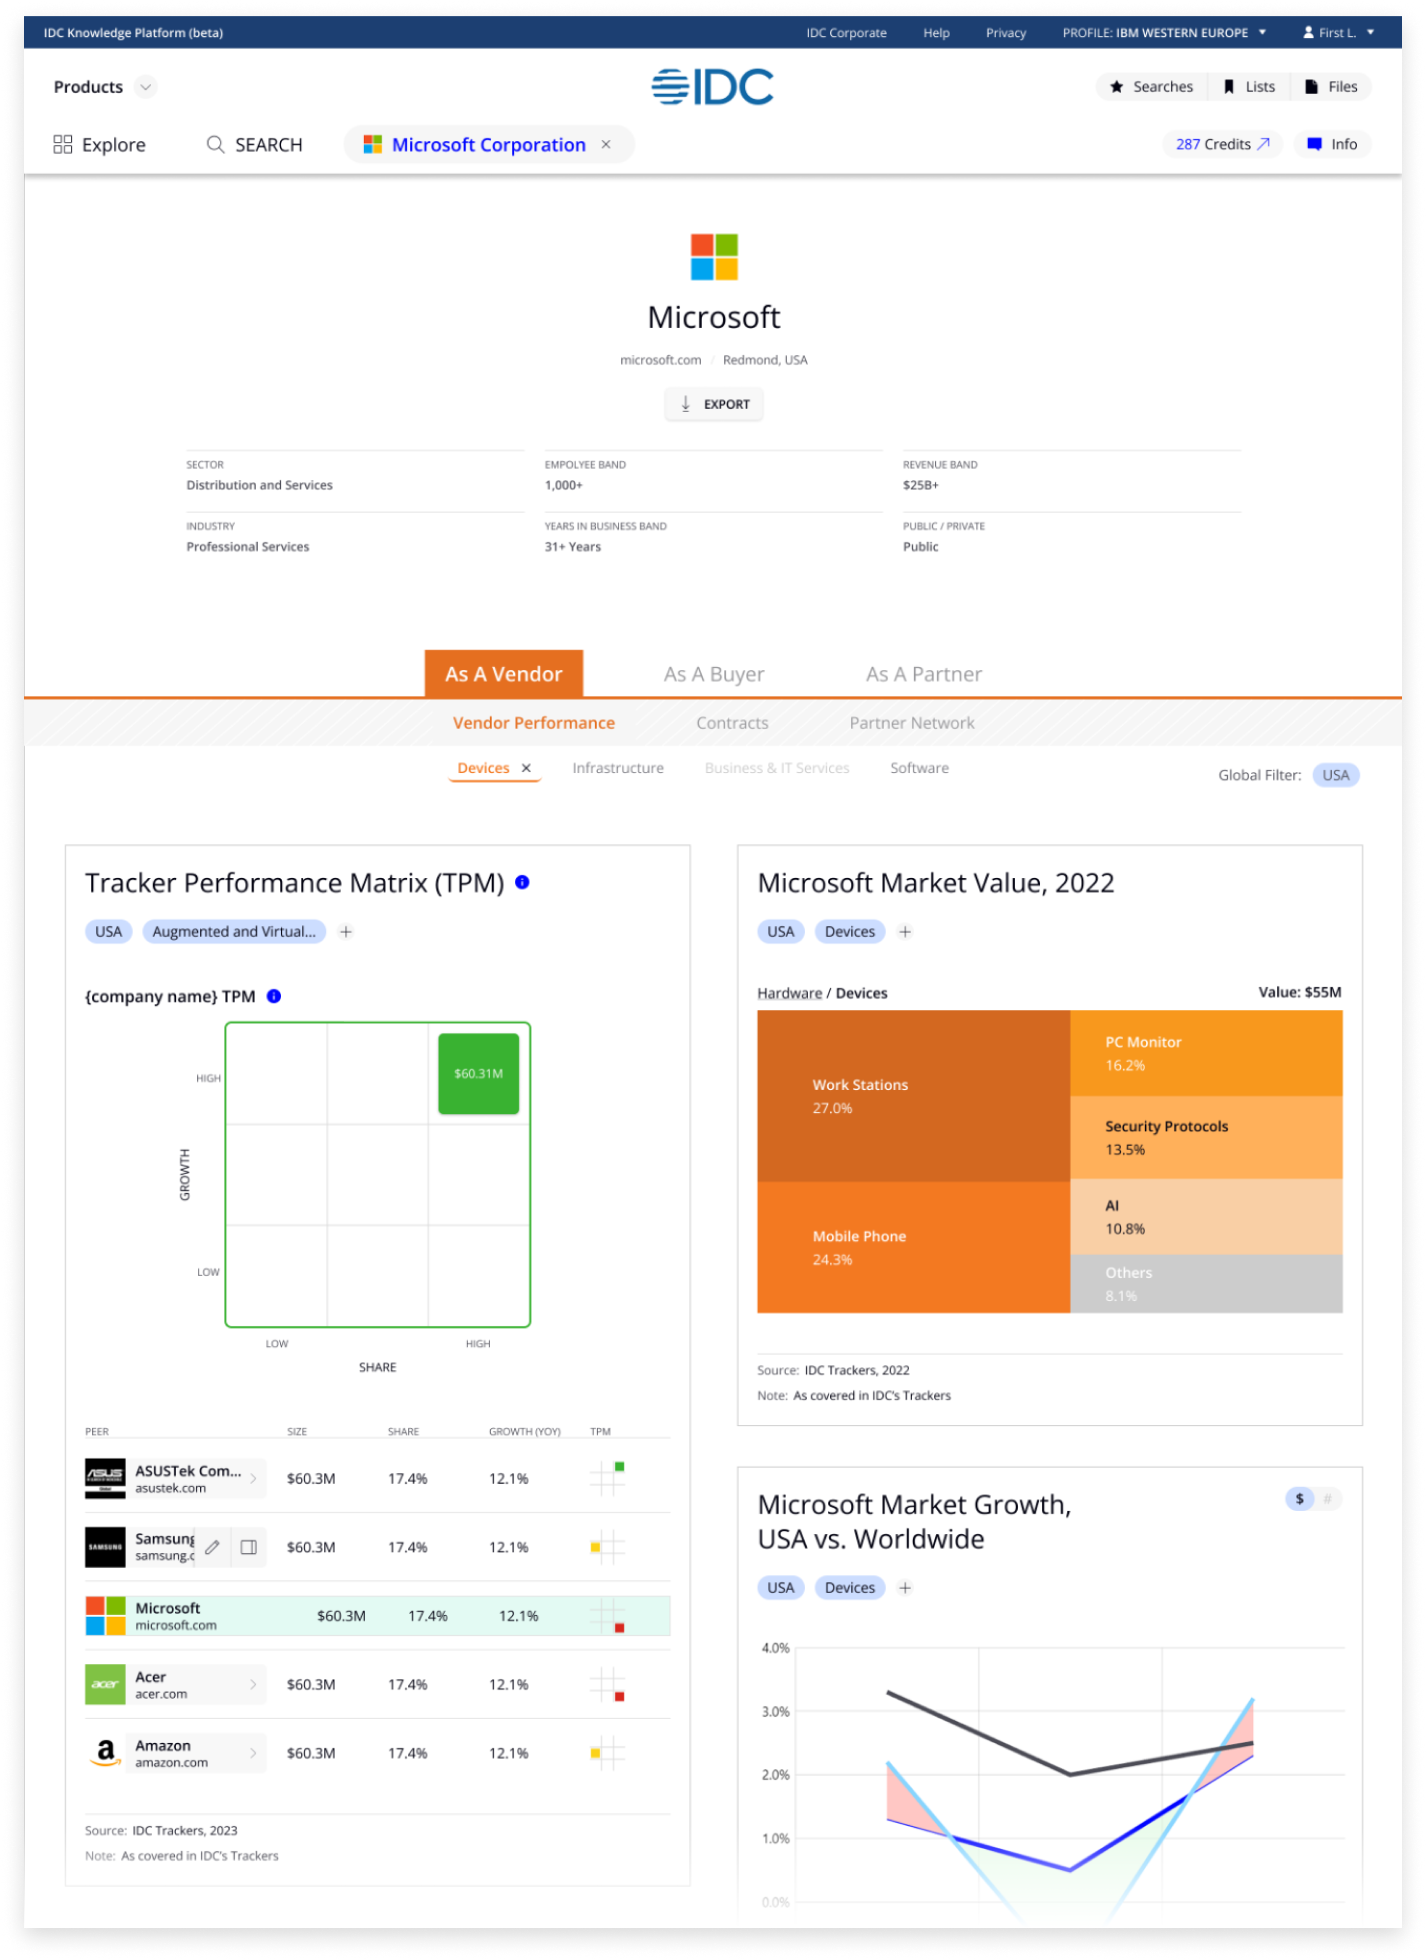 IDC Knowledge Platform (beta)
IDC Corporate Help Privacy PROFILE: IBM WESTERN EUROPE First L.
Products
IDC
Searches Lists Files
Explore SEARCH Microsoft Corporation ×
287 Credits Info
Microsoft
microsoft.com / Redmond, USA
EXPORT
SECTOR
Distribution and Services
EMPOLYEE BAND
1,000+
REVENUE BAND
$25B+
INDUSTRY
Professional Services
YEARS IN BUSINESS BAND
31+ Years
PUBLIC / PRIVATE
Public
As A Vendor As A Buyer As A Partner
Vendor Performance Contracts Partner Network
Devices × Infrastructure Business & IT Services Software
Global Filter: USA
Tracker Performance Matrix (TPM)
USA Augmented and Virtual... +
{company name} TPM
HIGH
$60.31M
GROWTH
LOW
LOW HIGH
SHARE
PEER SIZE SHARE GROWTH (YOY) TPM
ASUS
ASUSTek Com... $60.3M 17.4% 12.1%
asustek.com
SAMSUNG
Samsung $60.3M 17.4% 12.1%
samsung.c
Microsoft $60.3M 17.4% 12.1%
microsoft.com
acer
Acer $60.3M 17.4% 12.1%
acer.com
a
Amazon $60.3M 17.4% 12.1%
amazon.com
Source: IDC Trackers, 2023
Note: As covered in IDC's Trackers
Microsoft Market Value, 2022
USA Devices +
Hardware / Devices Value: $55M
Work Stations
27.0%
Mobile Phone
24.3%
PC Monitor
16.2%
Security Protocols
13.5%
AI
10.8%
Others
8.1%
Source: IDC Trackers, 2022
Note: As covered in IDC's Trackers
Microsoft Market Growth,
USA vs. Worldwide
$ #
USA Devices +
4.0%
3.0%
2.0%
1.0%
0.0%